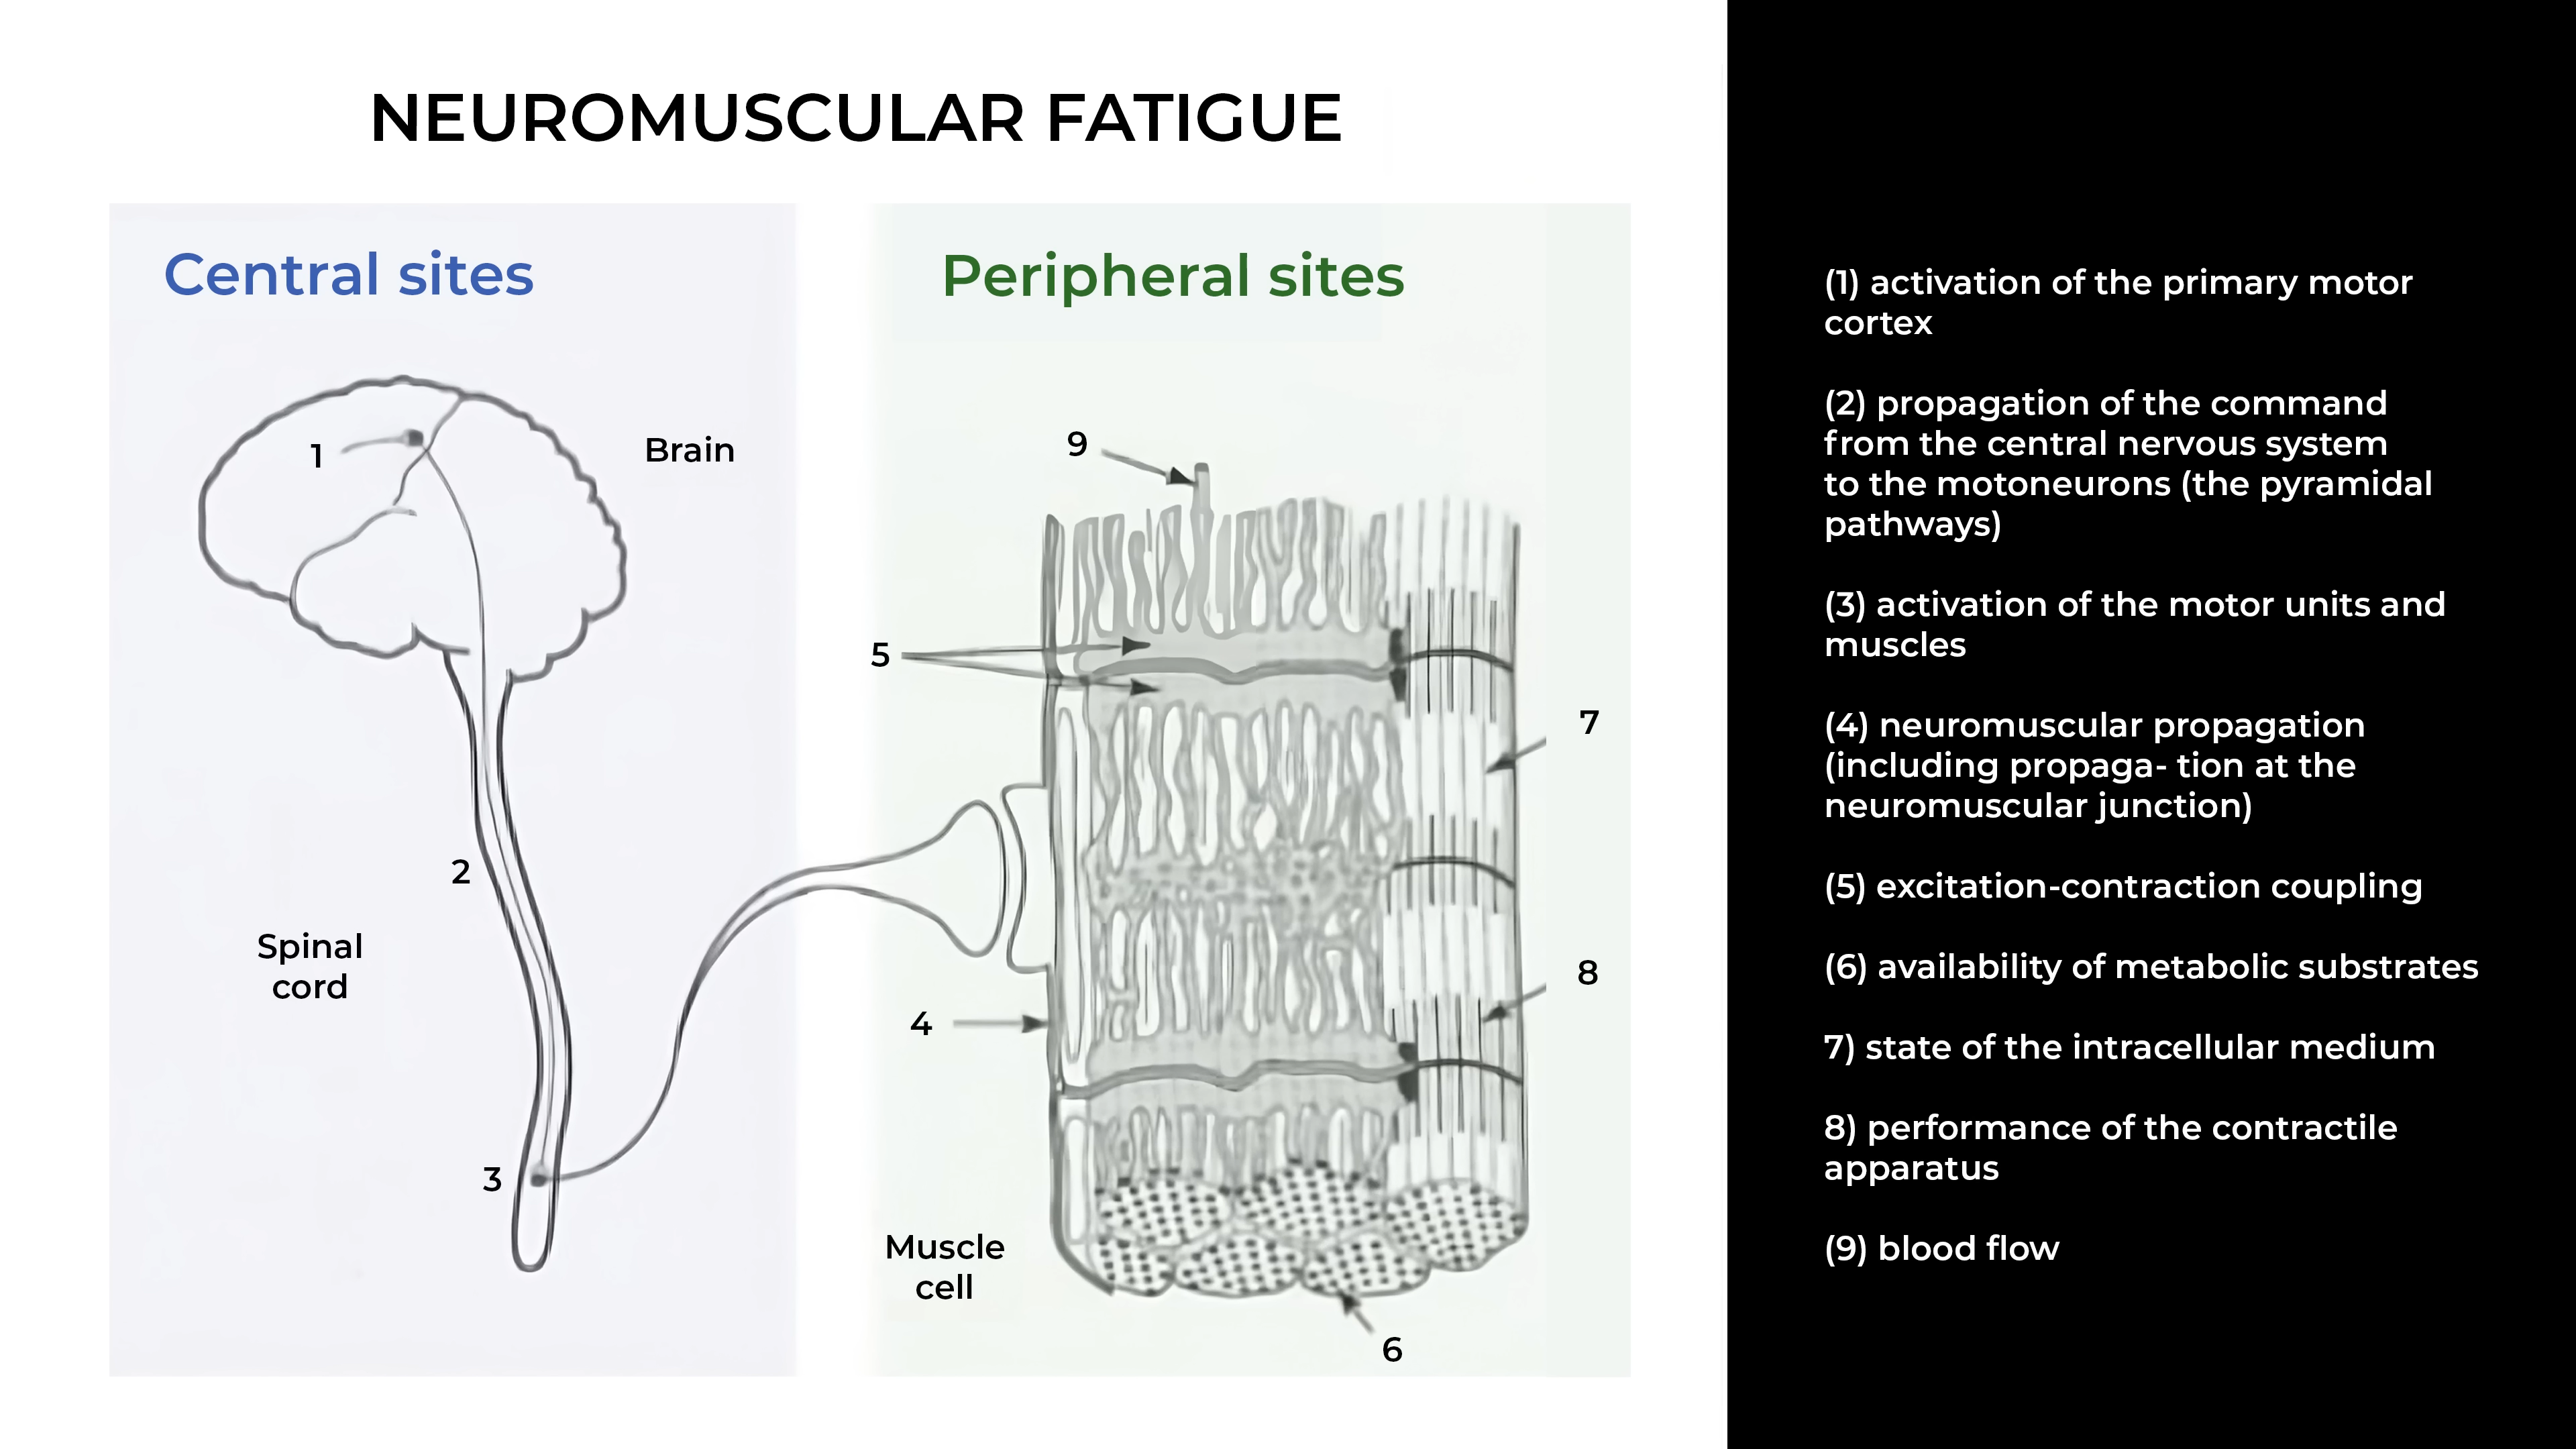 NEUROMUSCULAR FATIGUE
Central sites
1
Brain
2
Spinal
cord
3
Peripheral sites
9
5
7
8
4
Muscle
cell
6
(1) activation of the primary motor
cortex
(2) propagation of the command
from the central nervous system
to the motoneurons (the pyramidal
pathways)
(3) activation of the motor units and
muscles
(4) neuromuscular propagation
(including propaga- tion at the
neuromuscular junction)
(5) excitation-contraction coupling
(6) availability of metabolic substrates
7) state of the intracellular medium
8) performance of the contractile
apparatus
(9) blood flow